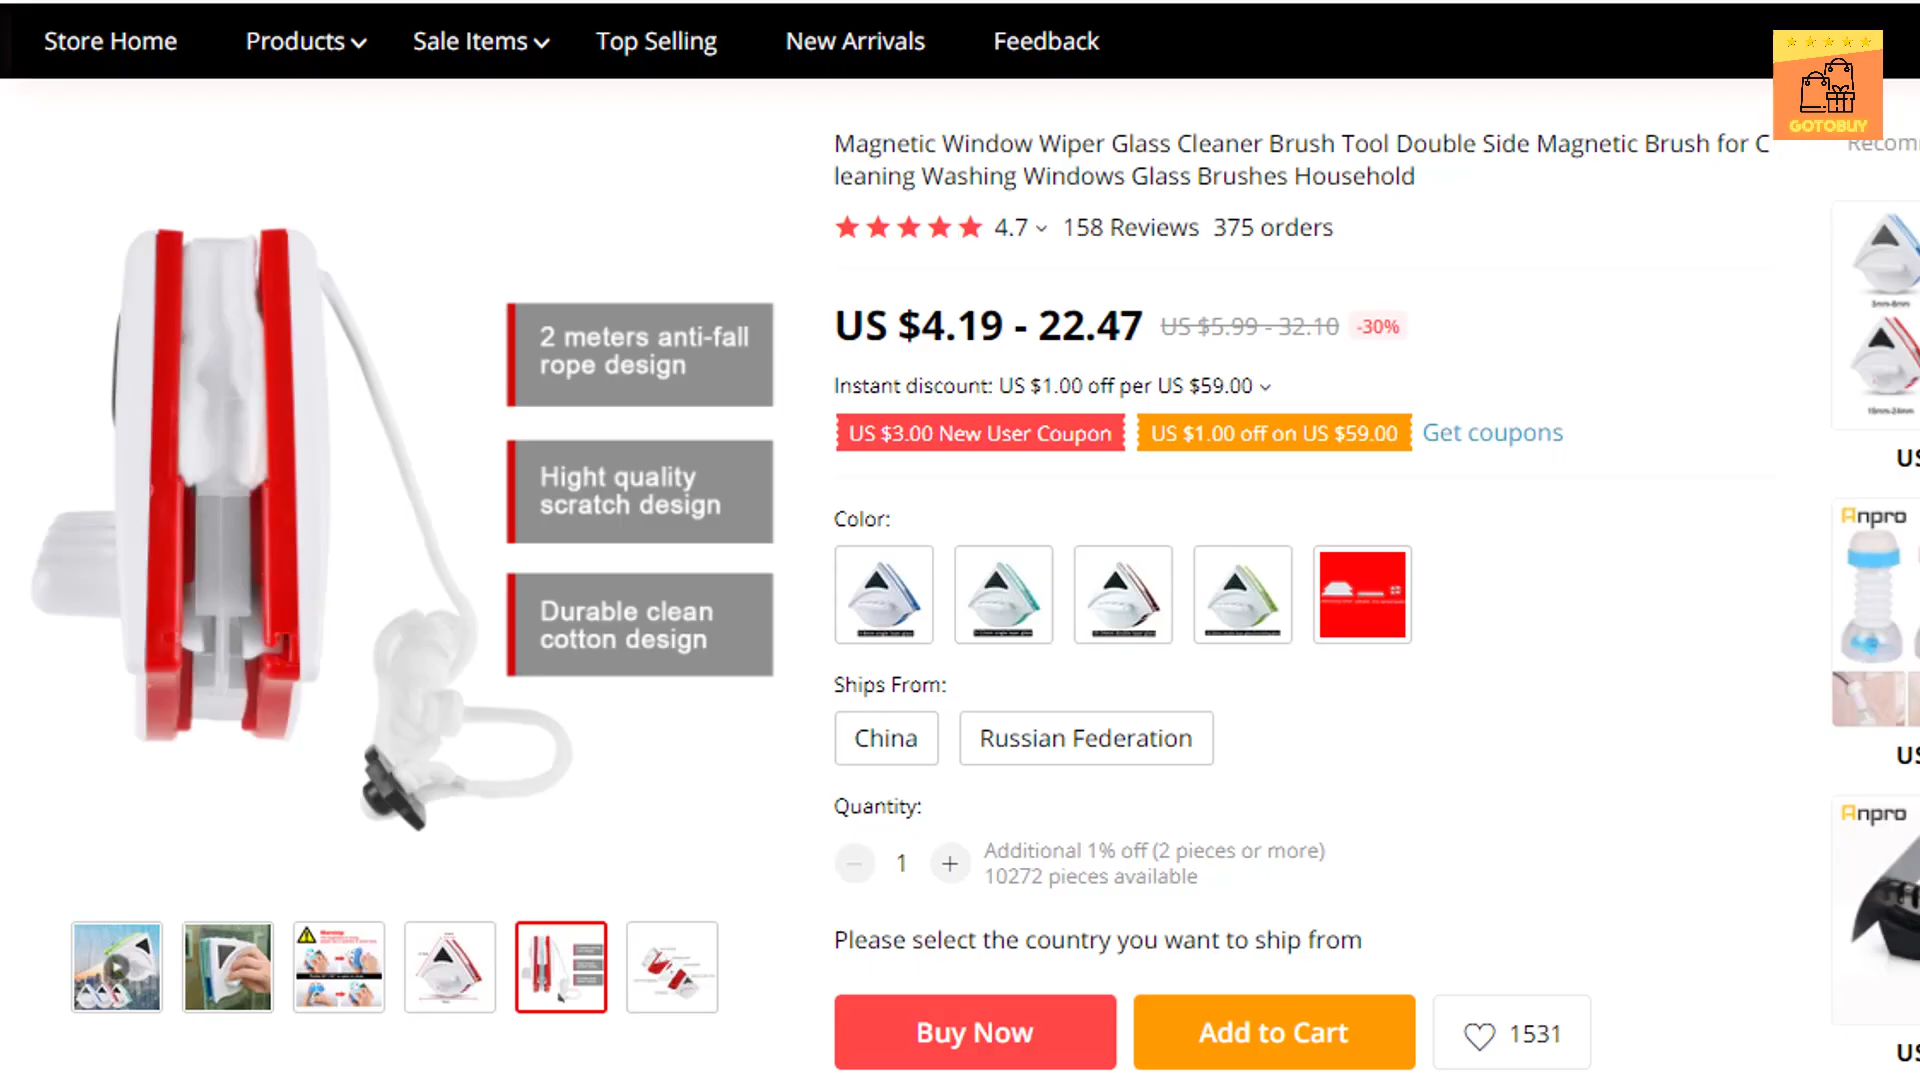 Store Home
Products
Sale Items
Top Selling
New Arrivals
Feedback
GOTOBUY
Magnetic Window Wiper Glass Cleaner Brush Tool Double Side Magnetic Brush for C
leaning Washing Windows Glass Brushes Household
4.7
158 Reviews
375 orders
US $4.19 - 22.47
US $5.99 - 32.10
-30%
Instant discount: US $1.00 off per US $59.00
US $3.00 New User Coupon
US $1.00 off on US $59.00
Get coupons
2 meters anti-fall
rope design
Hight quality
scratch design
Durable clean
cotton design
Color:
Ships From:
China
Russian Federation
Quantity:
1
Additional 1% off (2 pieces or more)
10272 pieces available
Please select the country you want to ship from
Buy Now
Add to Cart
1531
US
Anpro
US
Anpro
US